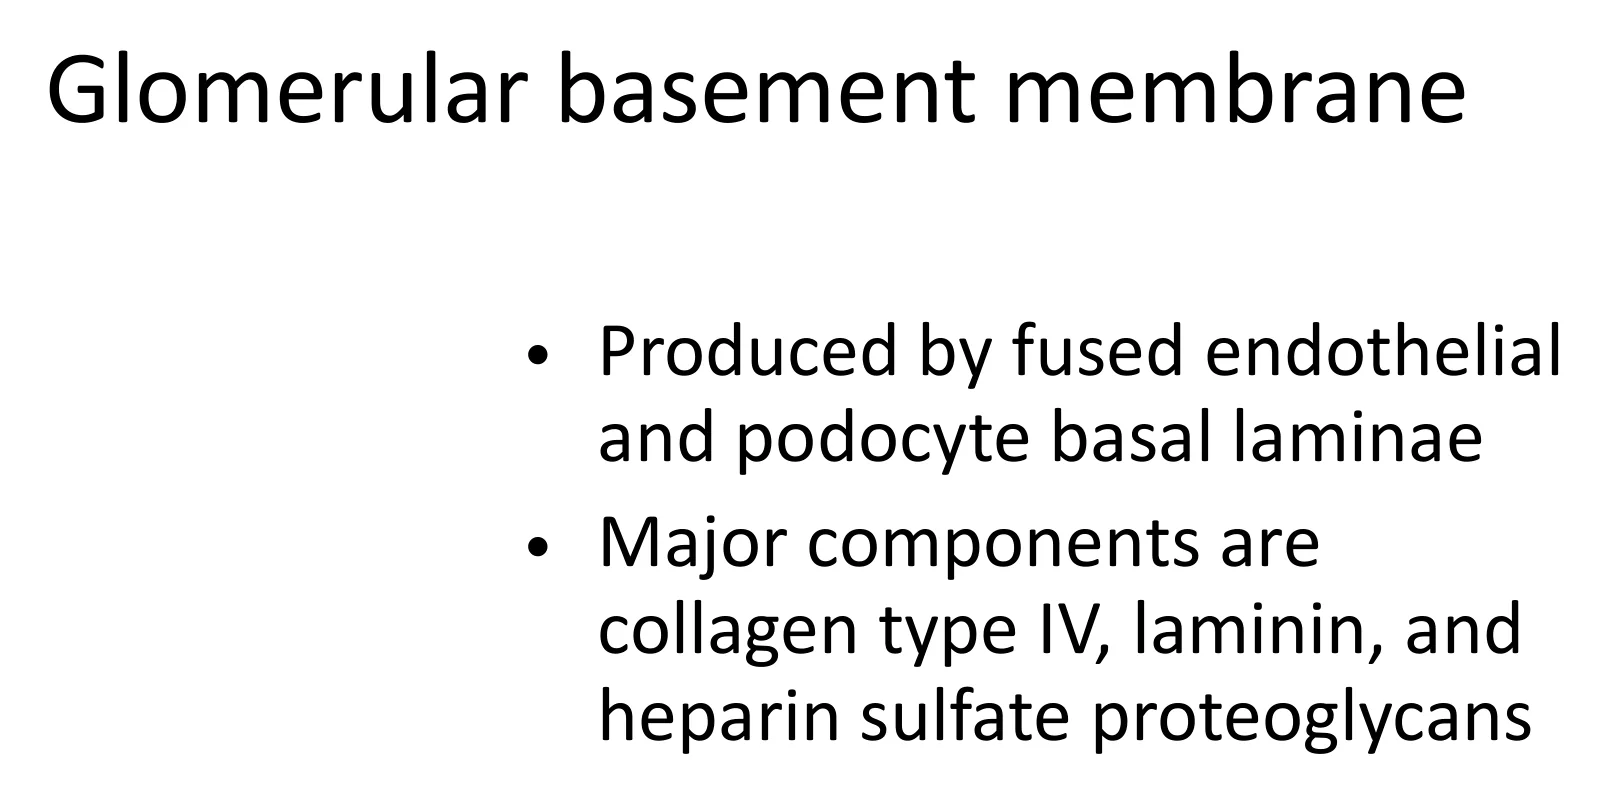 Glomerular basement membrane
• Produced by fused endothelial
and podocyte basal laminae
• Major components are
collagen type IV, laminin, and
heparin sulfate proteoglycans